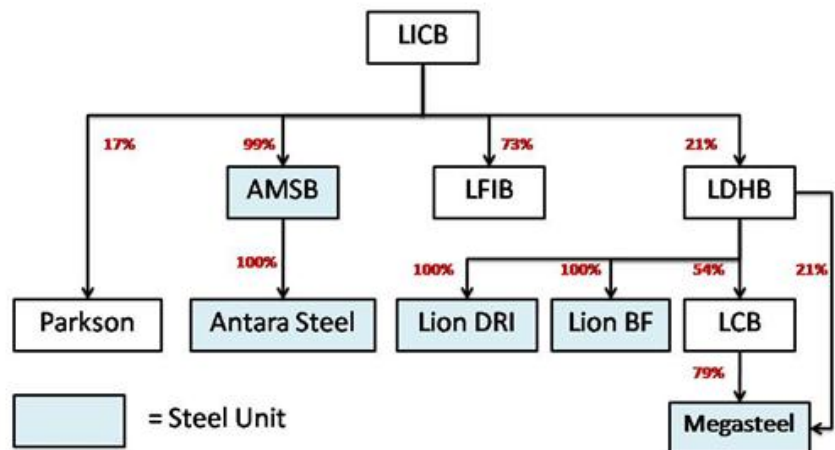 LICB
17%
99%
73%
21%
AMSB
LFIB
LDHB
100%
100%
100%
54%
21%
Parkson
Antara Steel
Lion DRI
Lion BF
LCB
79%
= Steel Unit
Megasteel